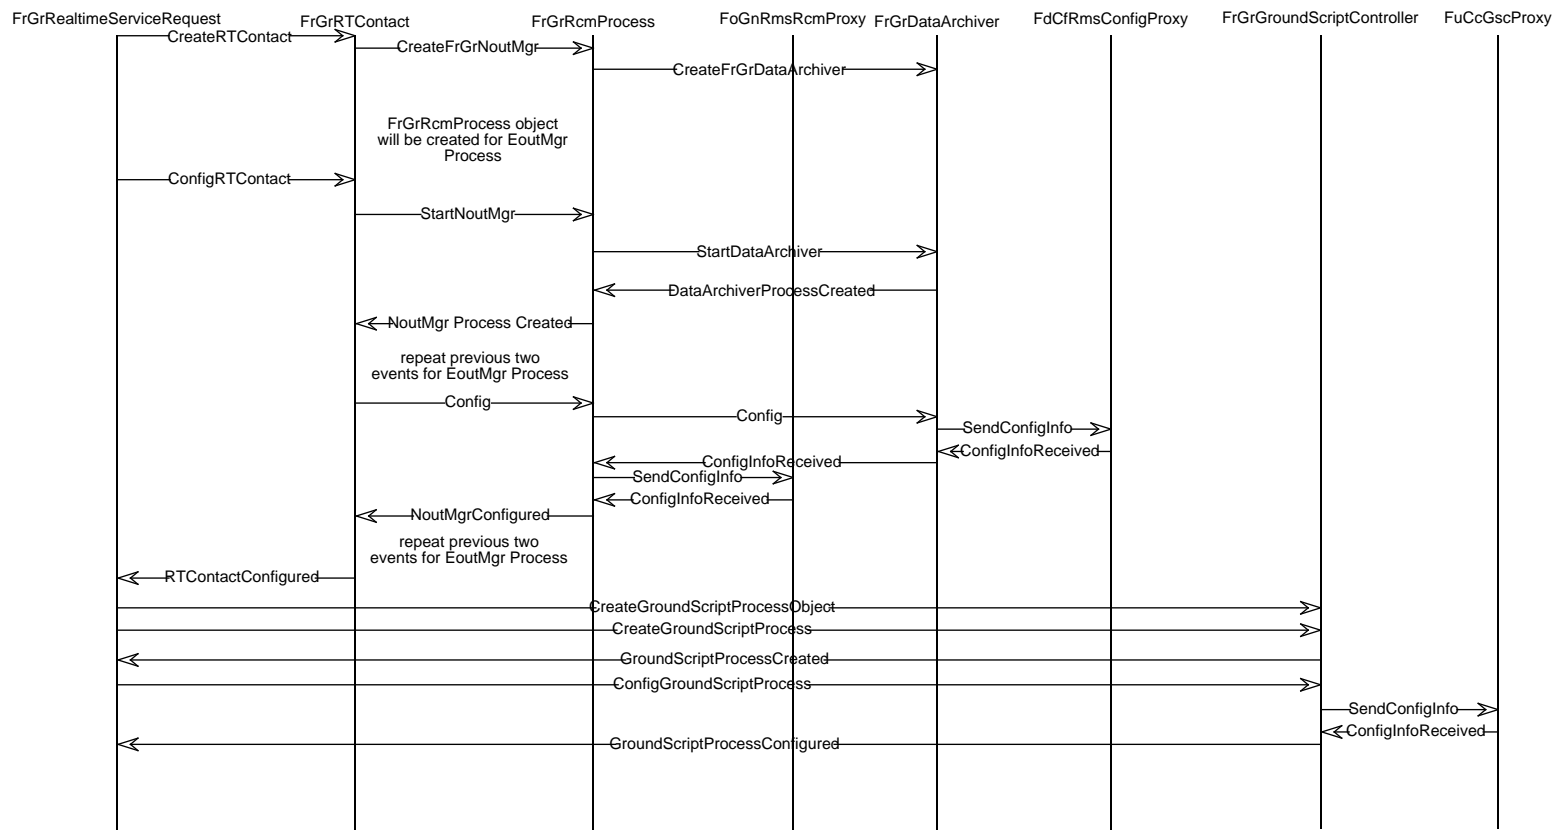 FrGrRealtimeServiceRequest
FrGrRTContact
FrGrRcmProcess
FoGnRmsRcmProxy
FrGrDataArchiver
FdCfRmsConfigProxy
FrGrGroundScriptController
FuCcGscProxy
CreateRTContact
CreateFrGrNoutMgr
CreateFrGrDataArchiver
FrGrRcmProcess object
will be created for EoutMgr
Process
ConfigRTContact
StartNoutMgr
StartDataArchiver
DataArchiverProcessCreated
NoutMgr Process Created
repeat previous two
events for EoutMgr Process
Config
Config
SendConfigInfo
ConfigInfoReceived
ConfigInfoReceived
SendConfigInfo
ConfigInfoReceived
NoutMgrConfigured
repeat previous two
events for EoutMgr Process
RTContactConfigured
CreateGroundScriptProcessObject
CreateGroundScriptProcess
GroundScriptProcessCreated
ConfigGroundScriptProcess
SendConfigInfo
ConfigInfoReceived
GroundScriptProcessConfigured